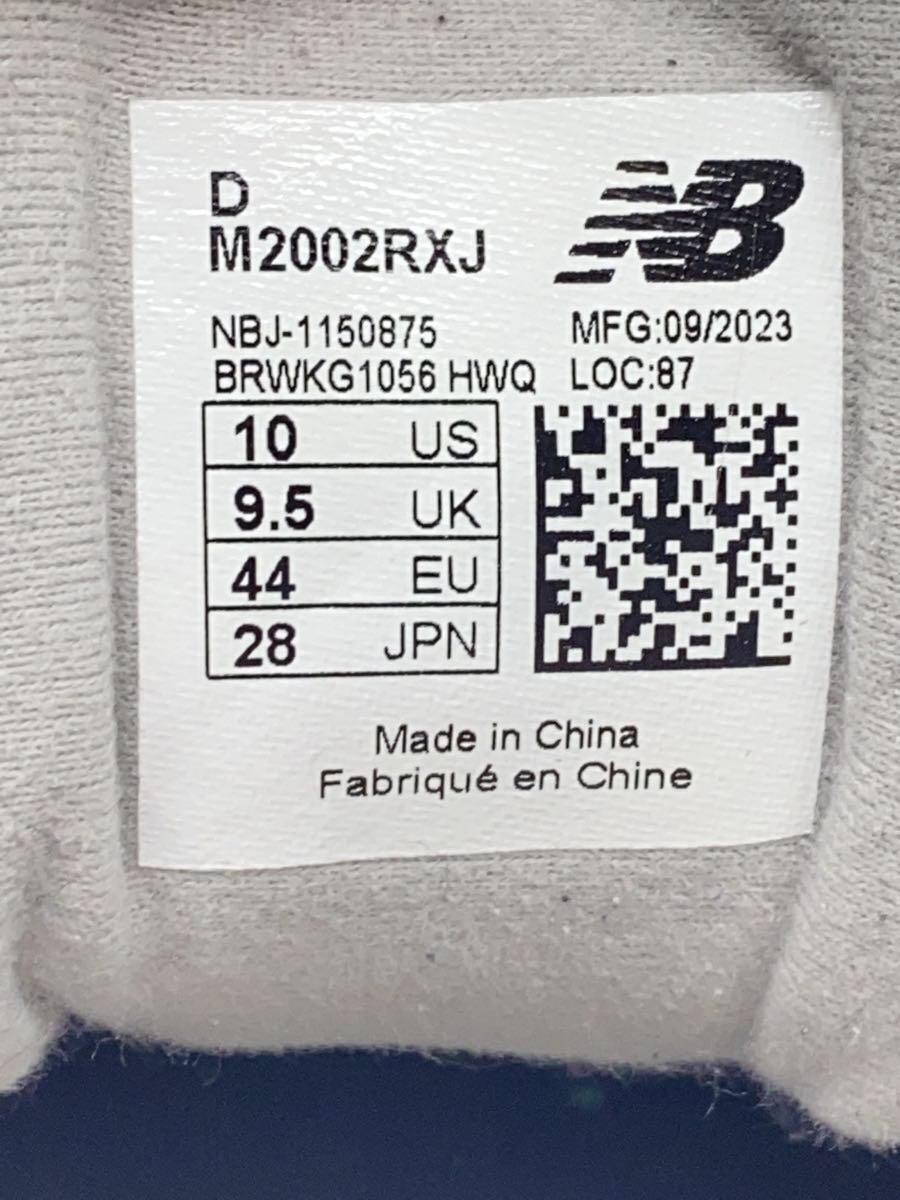 D
M2002RXJ
NB
NBJ-1150875
MFG:09/2023
BRWKG1056 HWQ
LOC:87
10 US
9.5 UK
44 EU
28 JPN
Made in China
Fabriqué en Chine